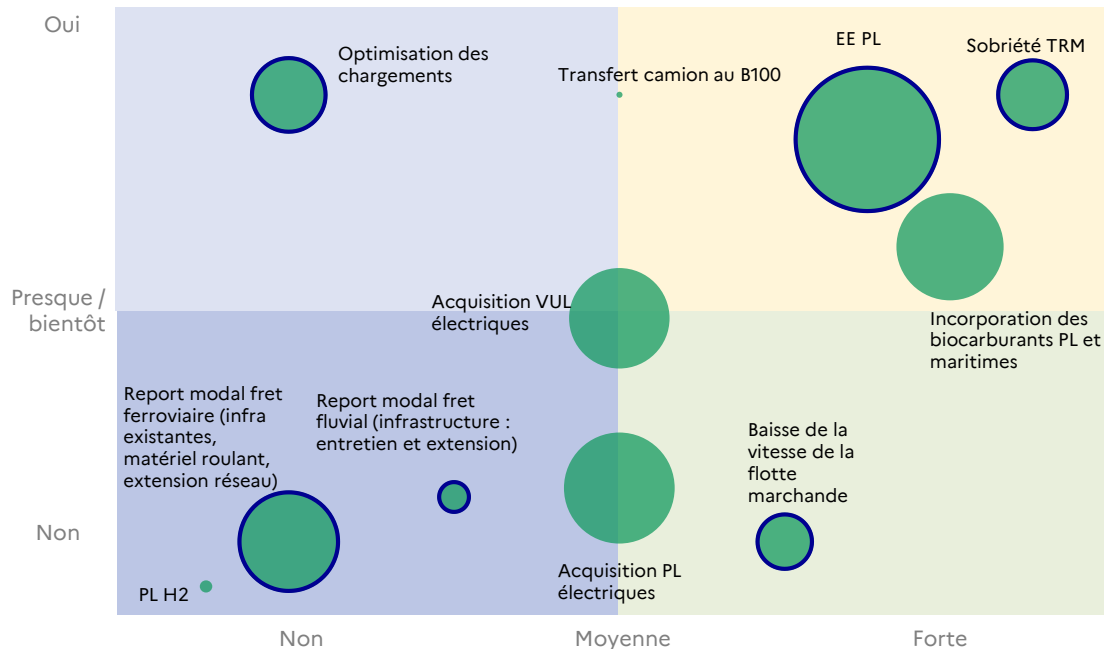 Oui
Optimisation des
chargements
Transfert camion au B100
EE PL
Sobriété TRM
Presque /
bientôt
Acquisition VUL
électriques
Incorporation des
biocarburants PL et
maritimes
Report modal fret
ferroviaire (infra
existantes,
matériel roulant,
extension réseau)
Report modal fret
fluvial (infrastructure :
entretien et extension)
Baisse de la
vitesse de la
flotte
marchande
Non
PL H2
Acquisition PL
électriques
Non
Moyenne
Forte